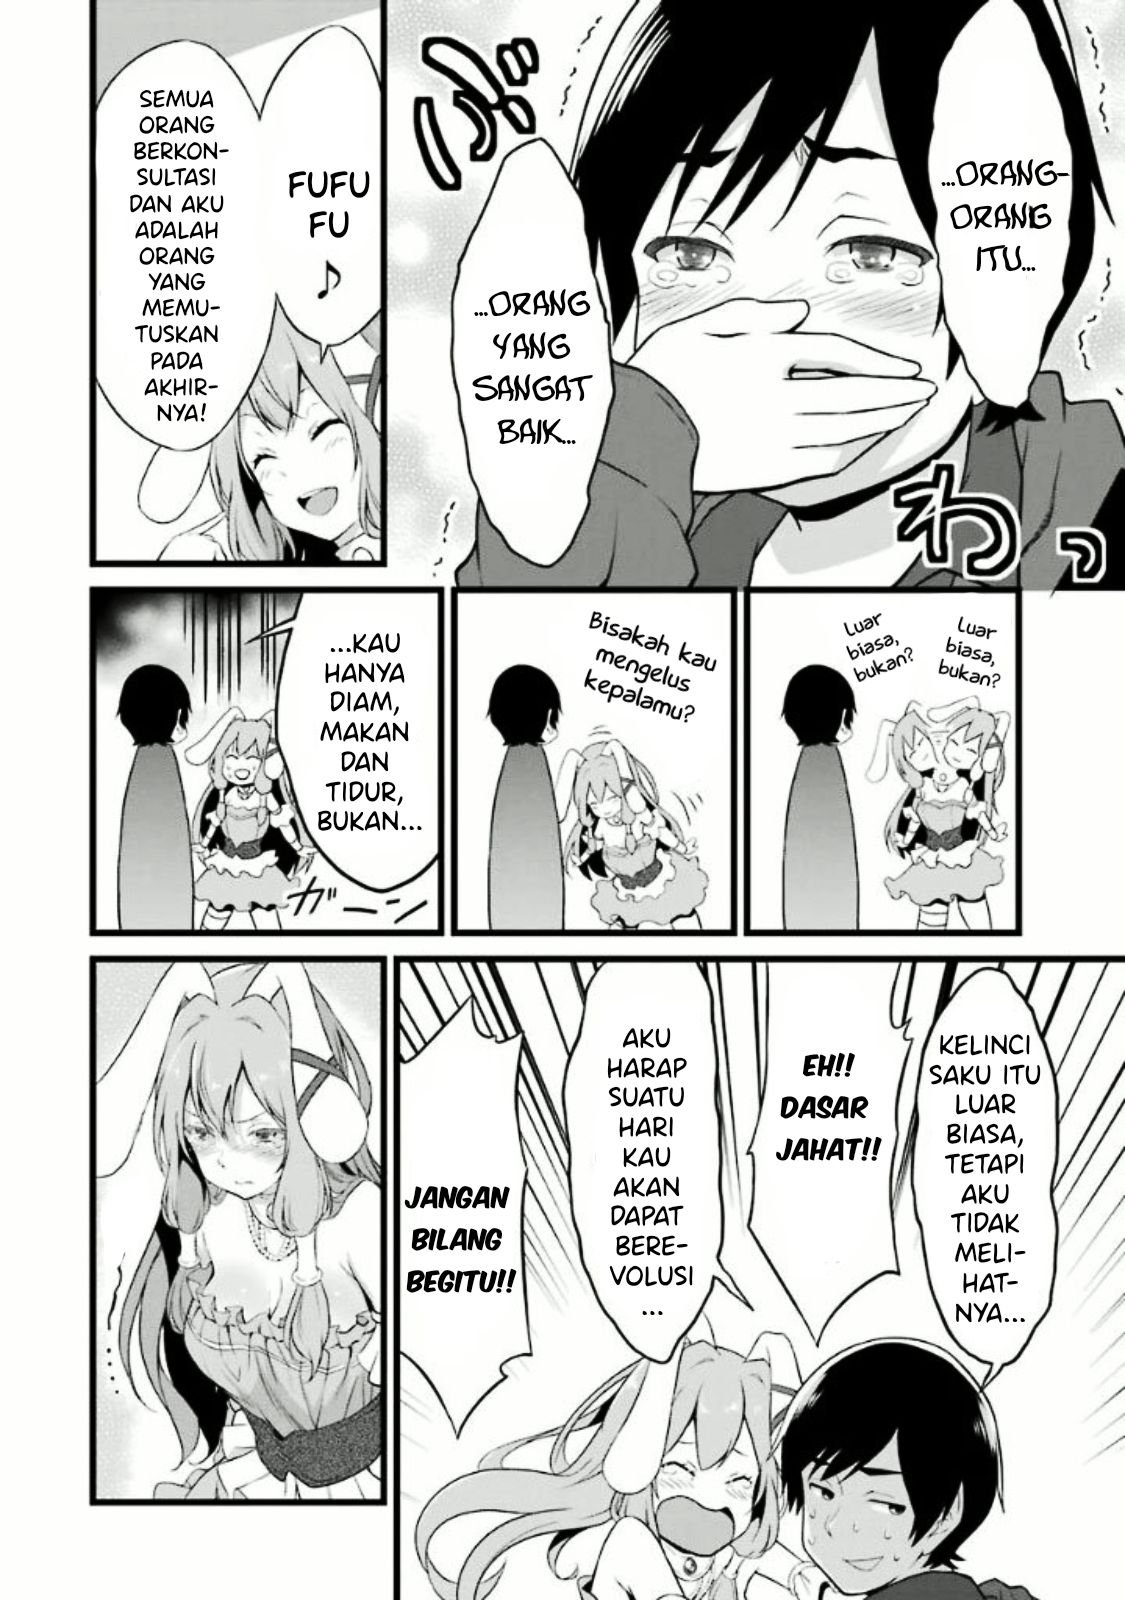 ...ORANG-
ORANG
ITU...
じ
わっ
...ORANG
YANG
SANGAT
BAIK...
FUFU
FU
♪
SEMUA
ORANG
BERKON-
SULTASI
DAN AKU
ADALAH
ORANG
YANG
MEMU-
TUSKAN
PADA
AKHIR-
NYA!
Luar
biasa,
bukan?
Luar
biasa,
bukan?
Bisakah kau
mengelus
kepalamu?
...KAU
HANYA
DIAM,
MAKAN
DAN
TIDUR,
BUKAN...
ガーン
KELINCI
SAKU ITU
LUAR
BIASA,
TETAPI
AKU
TIDAK
MELI-
HAT-
NYA...
EH!!
DASAR
JAHAT!!
AKU
HARAP
SUATU
HARI
KAU
AKAN
DAPAT
BERE-
VOLUSI
...
JANGAN
BILANG
BEGITU!!